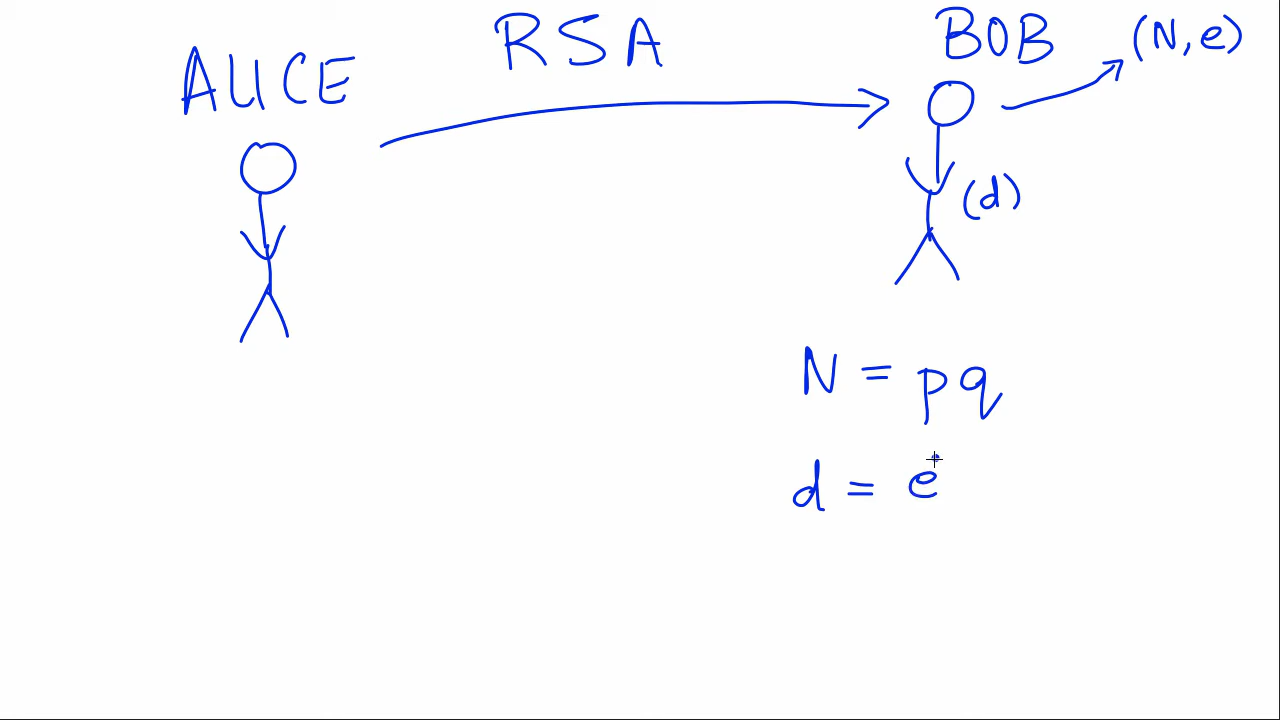 RSA
BOB
(N, e)
ALICE
(d)
N = pq
d = e